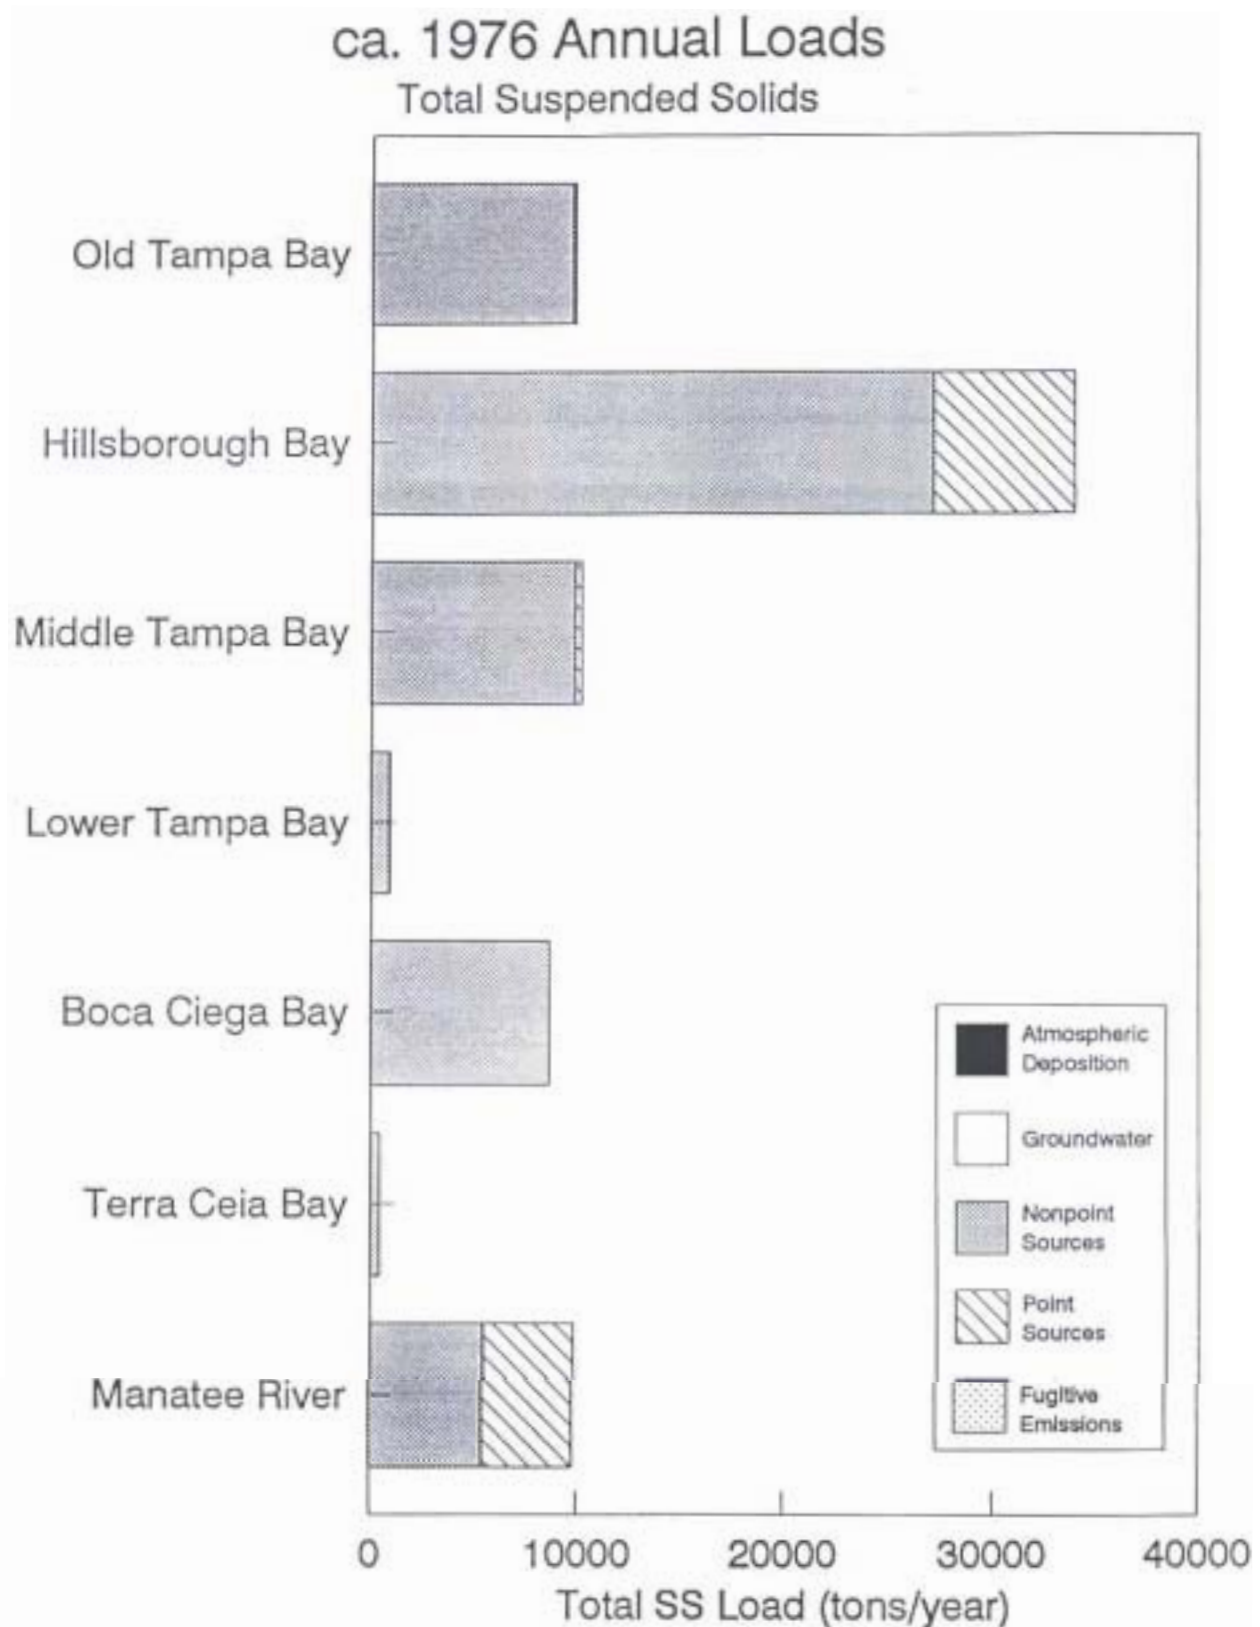 ca. 1976 Annual Loads
Total Suspended Solids
Old Tampa Bay
Hillsborough Bay
Middle Tampa Bay
Lower Tampa Bay
Boca Ciega Bay
Terra Ceia Bay
Manatee River
Atmospheric
Deposition
Groundwater
Nonpoint
Sources
Point
Sources
Fugitive
Emissions
0 10000 20000 30000 40000
Total SS Load (tons/year)